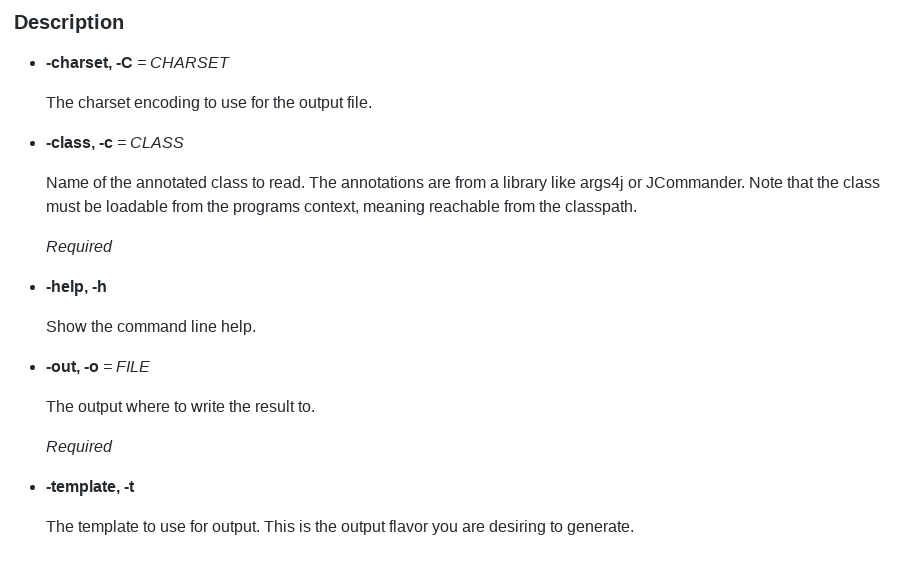 Description
-charset, -C = CHARSET
The charset encoding to use for the output file.
-class, -c = CLASS
Name of the annotated class to read. The annotations are from a library like args4j or JCommander. Note that the class
must be loadable from the programs context, meaning reachable from the classpath.
Required
-help, -h
Show the command line help.
-out, -o = FILE
The output where to write the result to.
Required
-template, -t
The template to use for output. This is the output flavor you are desiring to generate.